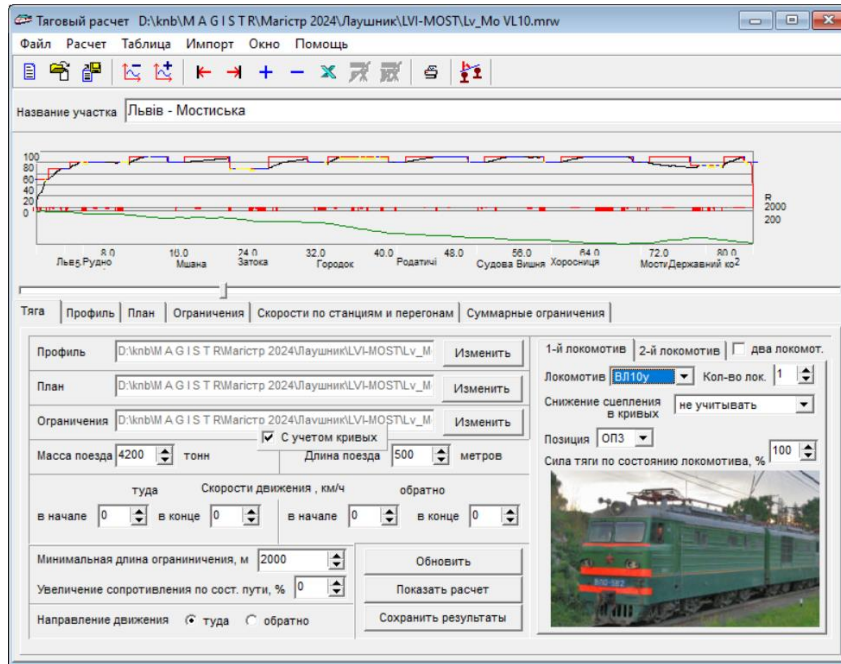 Тяговый расчет D:\knb\M A G I S T R\Магістр 2024\Лаушник\LVI-MOST\Lv_Mo VL10.mrw
Файл Расчет Таблица Импорт Окно Помощь
Название участка Львів - Мостиська
100
80
60
40
20
0
R
2000
200
8.0 16.0 24.0 32.0 40.0 48.0 56.0 64.0 72.0 80.0
Рудно Мшана Затока Городок Родатичі Судова Вишня Хоросниця Мости Державний ко
Тяга Профиль План Ограничения Скорости по станциям и перегонам Суммарные ограничения
Профиль D:\knb\M A G I S T R\Магістр 2024\Лаушник\LVI-MOST\Lv_M Изменить
План D:\knb\M A G I S T R\Магістр 2024\Лаушник\LVI-MOST\Lv_M Изменить
Ограничения D:\knb\M A G I S T R\Магістр 2024\Лаушник\LVI-MOST\Lv_M Изменить
С учетом кривых
Масса поезда 4200 тонн Длина поезда 500 метров
туда Скорости движения , км/ч обратно
в начале 0 в конце 0 в начале 0 в конце 0
Минимальная длина ограниничения, м 2000
Увеличение сопротивления по сост. пути, % 0
Направление движения туда обратно
Обновить
Показать расчет
Сохранить результаты
1-й локомотив 2-й локомотив два локомот.
Локомотив ВЛ10у Кол-во лок. 1
Снижение сцепления
в кривых не учитывать
Позиция ОП3
Сила тяги по состоянию локомотива, % 100